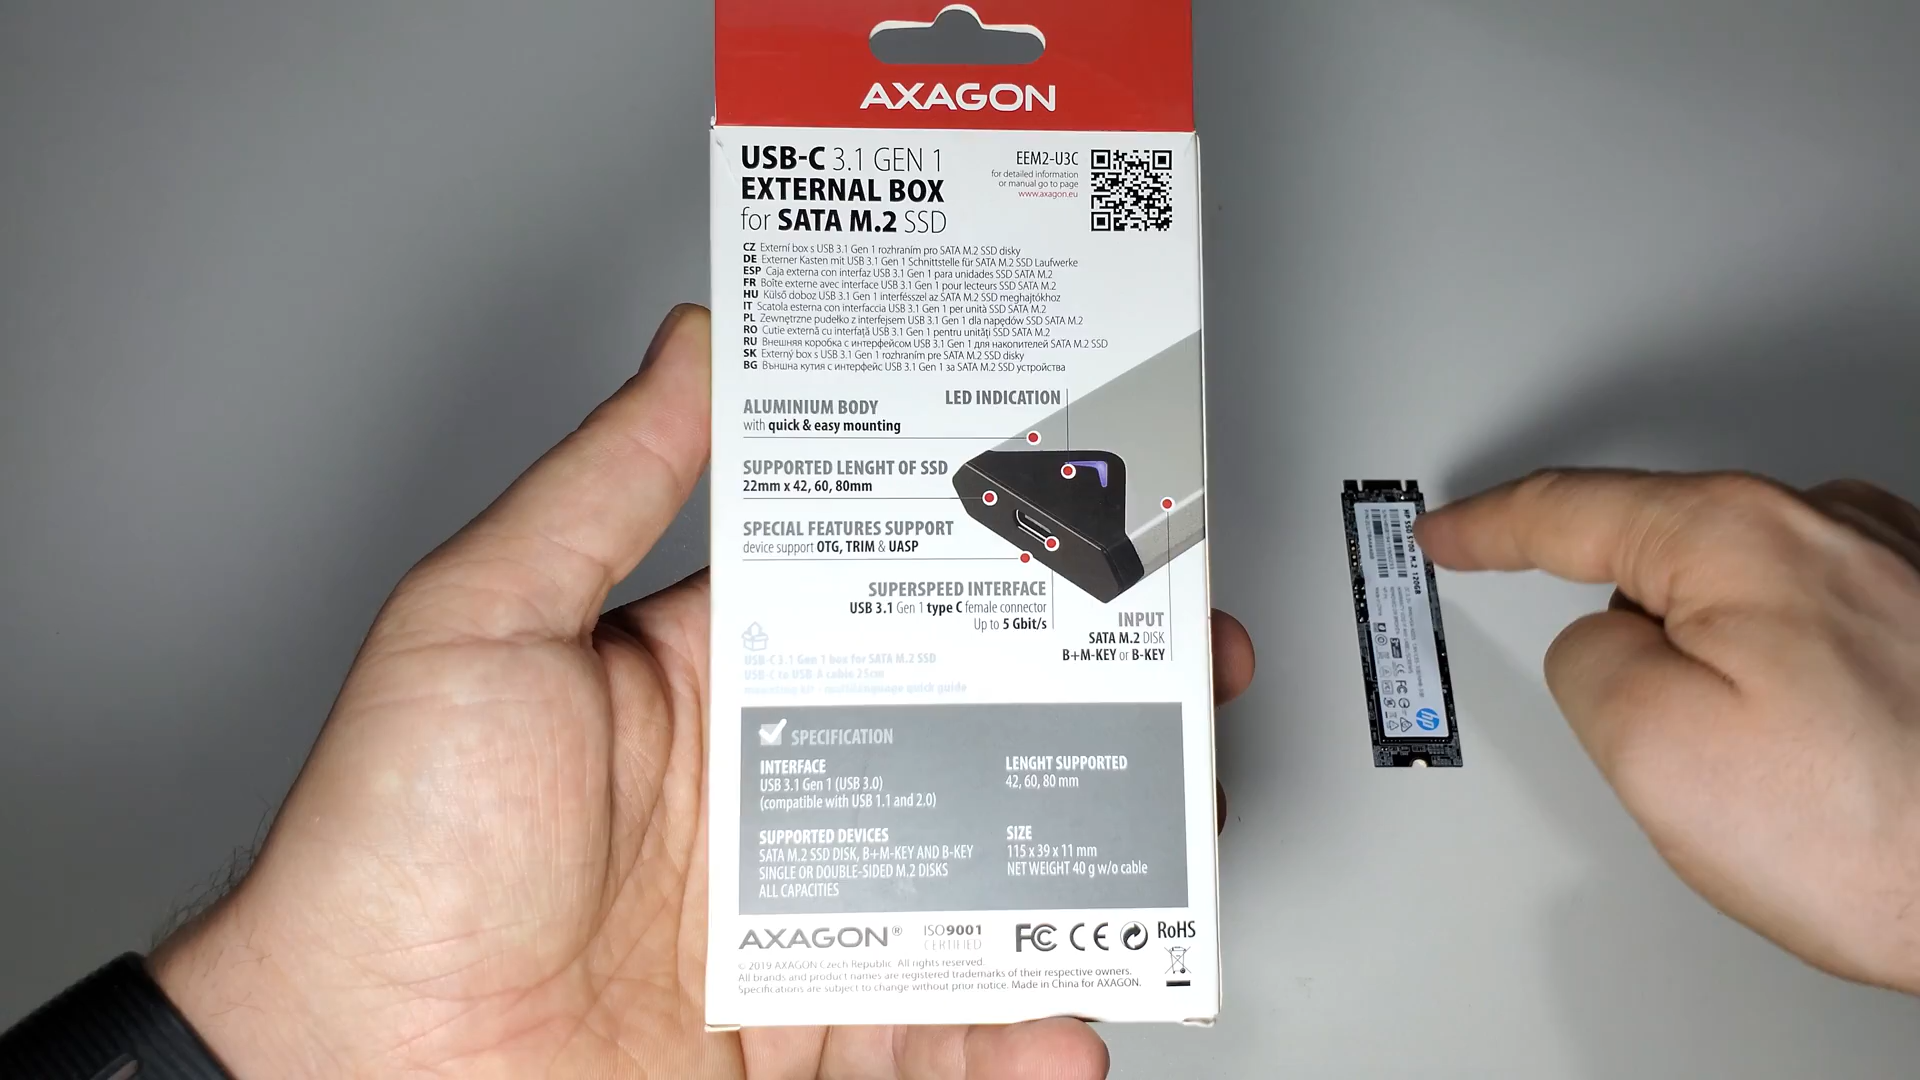 AXAGON
USB-C 3.1 GEN 1
EXTERNAL BOX
for SATA M.2 SSD
EEM2-U3C
for detailed information
or manual go to page
www.axagon.eu
CZ Externí box s USB 3.1 Gen 1 rozhraním pro SATA M.2 SSD disky
DE Externer Kasten mit USB 3.1 Gen 1 Schnittstelle für SATA M.2 SSD Laufwerke
ESP Caja externa con interfaz USB 3.1 Gen 1 para unidades SSD SATA M.2
FR Boîte externe avec interface USB 3.1 Gen 1 pour lecteurs SSD SATA M.2
HU Külső doboz USB 3.1 Gen 1 interfésszel az SATA M.2 SSD meghajtókhoz
IT Scatola esterna con interfaccia USB 3.1 Gen 1 per unità SSD SATA M.2
PL Zewnętrzne pudełko z interfejsem USB 3.1 Gen 1 dla napędów SSD SATA M.2
RO Cutie externă cu interfață USB 3.1 Gen 1 pentru unități SSD SATA M.2
RU Внешняя коробка с интерфейсом USB 3.1 Gen 1 для накопителей SATA M.2 SSD
SK Externý box s USB 3.1 Gen 1 rozhraním pre SATA M.2 SSD disky
BG Външна кутия с интерфейс USB 3.1 Gen 1 за SATA M.2 SSD устройства
LED INDICATION
ALUMINIUM BODY
with quick & easy mounting
SUPPORTED LENGHT OF SSD
22mm x 42, 60, 80mm
SPECIAL FEATURES SUPPORT
device support OTG, TRIM & UASP
SUPERSPEED INTERFACE
USB 3.1 Gen 1 type C female connector
Up to 5 Gbit/s
INPUT
SATA M.2 DISK
B+M-KEY or B-KEY
USB-C 3.1 Gen 1 box for SATA M.2 SSD
USB-C to USB-A cable 25cm
mounting kit • multilanguage quick guide
SPECIFICATION
INTERFACE
USB 3.1 Gen 1 (USB 3.0)
(compatible with USB 1.1 and 2.0)
LENGHT SUPPORTED
42, 60, 80 mm
SUPPORTED DEVICES
SATA M.2 SSD DISK, B+M-KEY AND B-KEY
SINGLE OR DOUBLE-SIDED M.2 DISKS
ALL CAPACITIES
SIZE
115 x 39 x 11 mm
NET WEIGHT 40 g w/o cable
AXAGON®
ISO9001
CERTIFIED
FC CE RoHS
© 2019 AXAGON Czech Republic. All rights reserved.
All brands and product names are registered trademarks of their respective owners.
Specifications are subject to change without prior notice. Made in China for AXAGON.
HP SSD S700 M.2 120GB
hp